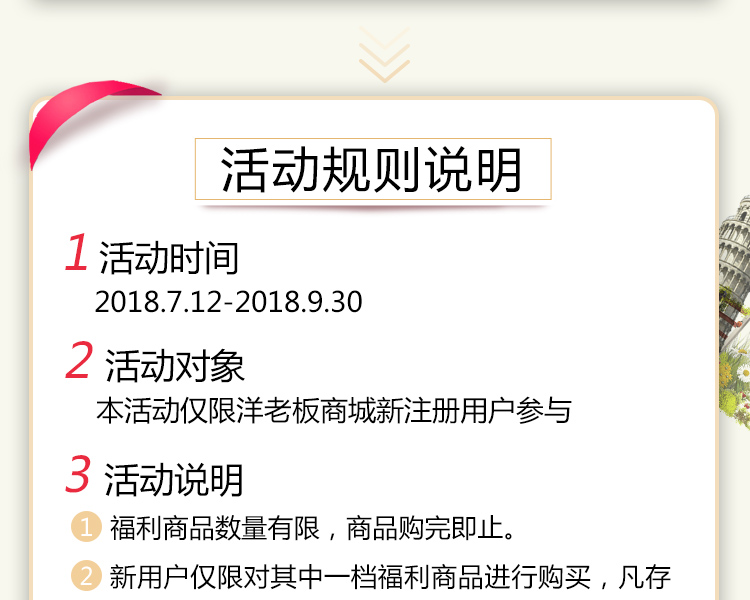 活动规则说明
1 活动时间
2018.7.12-2018.9.30
2 活动对象
本活动仅限洋老板商城新注册用户参与
3 活动说明
1 福利商品数量有限，商品购完即止。
2 新用户仅限对其中一档福利商品进行购买，凡存